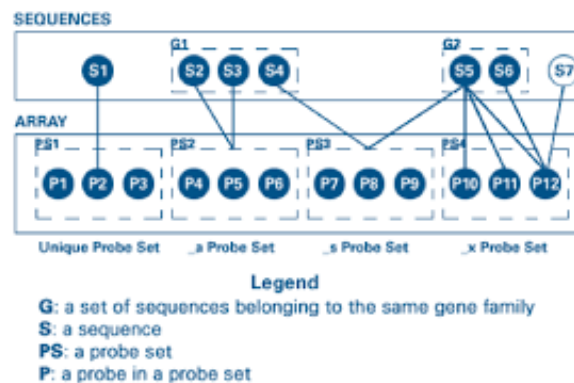 SEQUENCES
G1 G2
S1 S2 S3 S4 S5 S6 S7
ARRAY
PS1 PS2 PS3 PS4
P1 P2 P3 P4 P5 P6 P7 P8 P9 P10 P11 P12
Unique Probe Set _a Probe Set _s Probe Set _x Probe Set
Legend
G: a set of sequences belonging to the same gene family
S: a sequence
PS: a probe set
P: a probe in a probe set